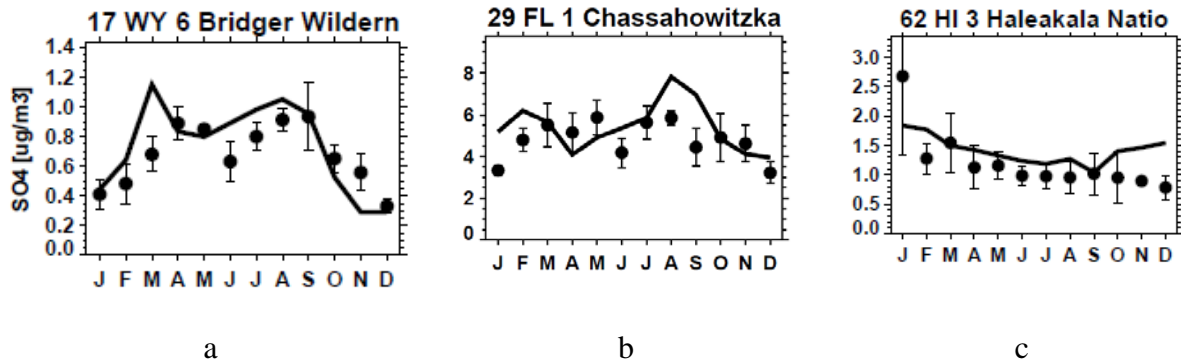 17 WY 6 Bridger Wildern
SO4 [ug/m3]
1.4
1.2
1.0
0.8
0.6
0.4
0.2
0.0
J F M A M J J A S O N D
a
29 FL 1 Chassahowitzka
8
6
4
2
0
J F M A M J J A S O N D
b
62 HI 3 Haleakala Natio
3.0
2.5
2.0
1.5
1.0
0.5
0.0
J F M A M J J A S O N D
c